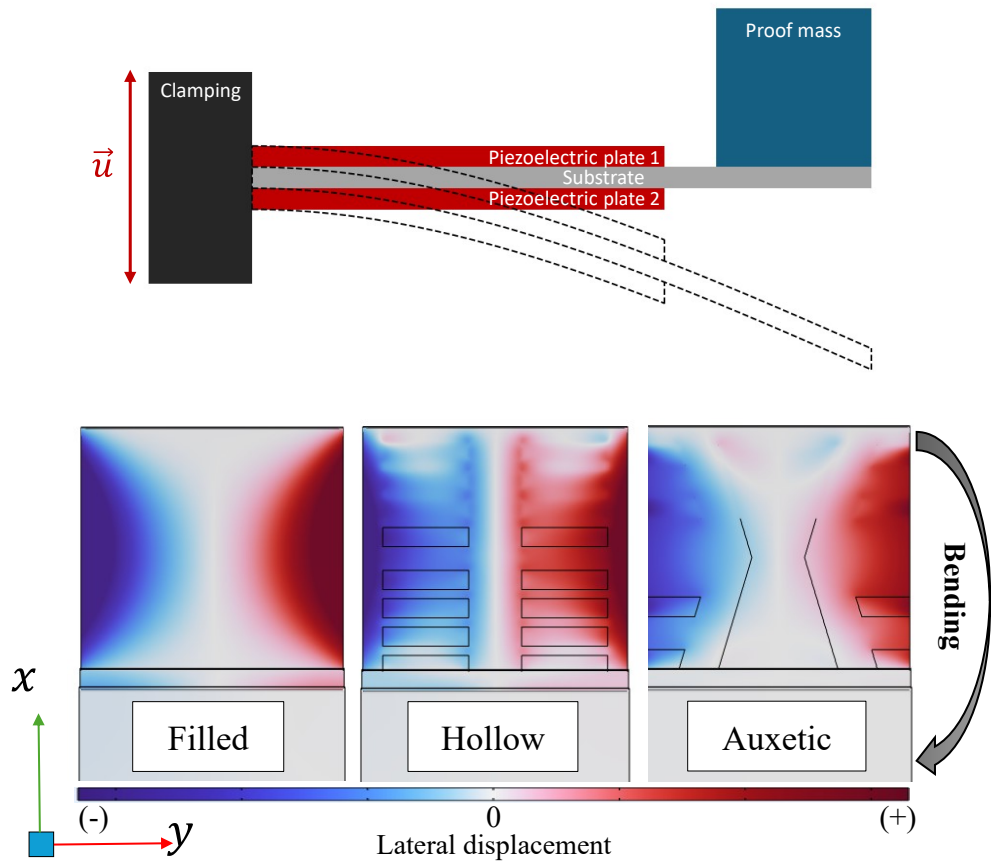 Proof mass
Clamping
u
Piezoelectric plate 1
Substrate
Piezoelectric plate 2
Bending
x
Filled
Hollow
Auxetic
(-)
0
(+)
y
Lateral displacement